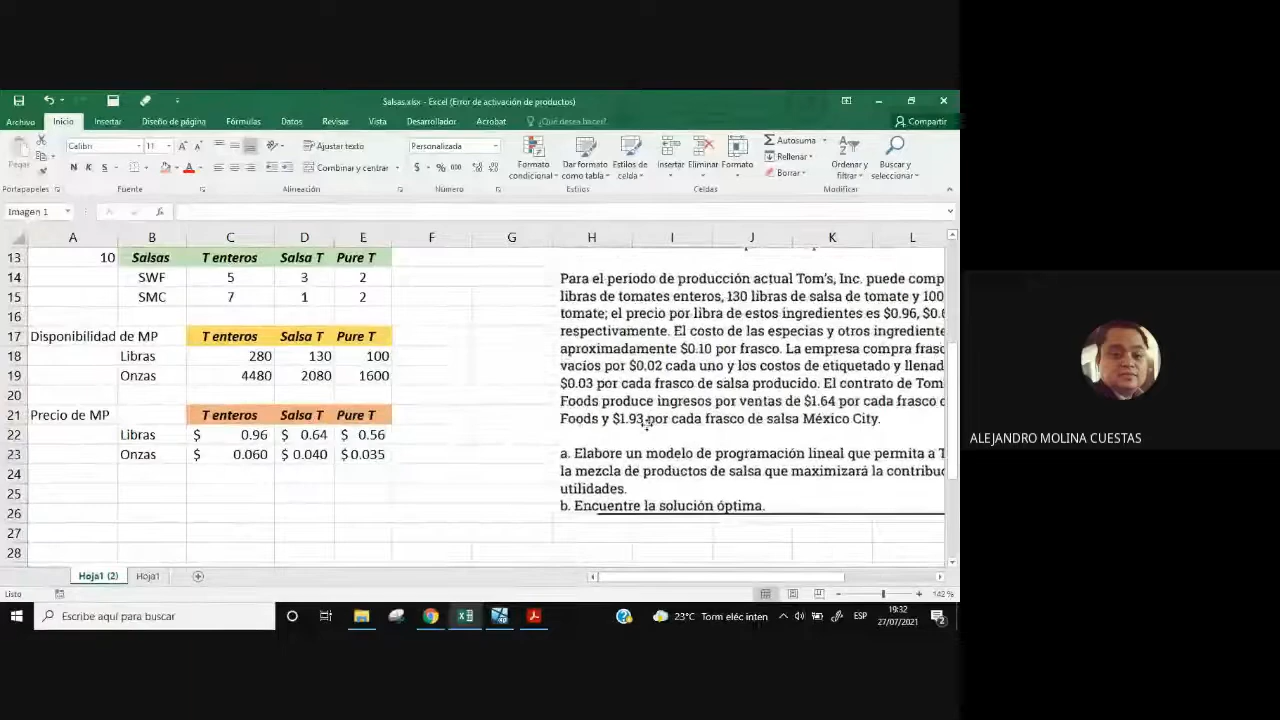 Salsas.xlsx - Excel (Error de activación de productos)
Archivo Inicio Insertar Diseño de página Fórmulas Datos Revisar Vista Desarrollador Acrobat ¿Qué desea hacer? Compartir
Pegar Calibri 11 Ajustar texto Personalizada Autosuma
N K S Combinar y centrar $ % 000 Formato condicional Dar formato como tabla Estilos de celda Insertar Eliminar Formato Rellenar Borrar Ordenar y filtrar Buscar y seleccionar
Portapapeles Fuente Alineación Número Estilos Celdas Modificar
Imagen 1 fx
A B C D E F G H I J K L
13 10 Salsas T enteros Salsa T Pure T
14 SWF 5 3 2
15 SMC 7 1 2
16
17 Disponibilidad de MP T enteros Salsa T Pure T
18 Libras 280 130 100
19 Onzas 4480 2080 1600
20
21 Precio de MP T enteros Salsa T Pure T
22 Libras $ 0.96 $ 0.64 $ 0.56
23 Onzas $ 0.060 $ 0.040 $ 0.035
24
25
26
27
28
Para el periodo de producción actual Tom's, Inc. puede comp
libras de tomates enteros, 130 libras de salsa de tomate y 100
tomate; el precio por libra de estos ingredientes es $0.96, $0.6
respectivamente. El costo de las especias y otros ingrediente
aproximadamente $0.10 por frasco. La empresa compra frasc
vacíos por $0.02 cada uno y los costos de etiquetado y llenad
$0.03 por cada frasco de salsa producido. El contrato de Tom
Foods produce ingresos por ventas de $1.64 por cada frasco d
Foods y $1.93 por cada frasco de salsa México City.
a. Elabore un modelo de programación lineal que permita a T
la mezcla de productos de salsa que maximizará la contribuc
utilidades.
b. Encuentre la solución óptima.
Hoja1 (2) Hoja1
Listo 142 %
Escribe aquí para buscar 23°C Torm eléc inten ESP 19:32
27/07/2021
2
ALEJANDRO MOLINA CUESTAS